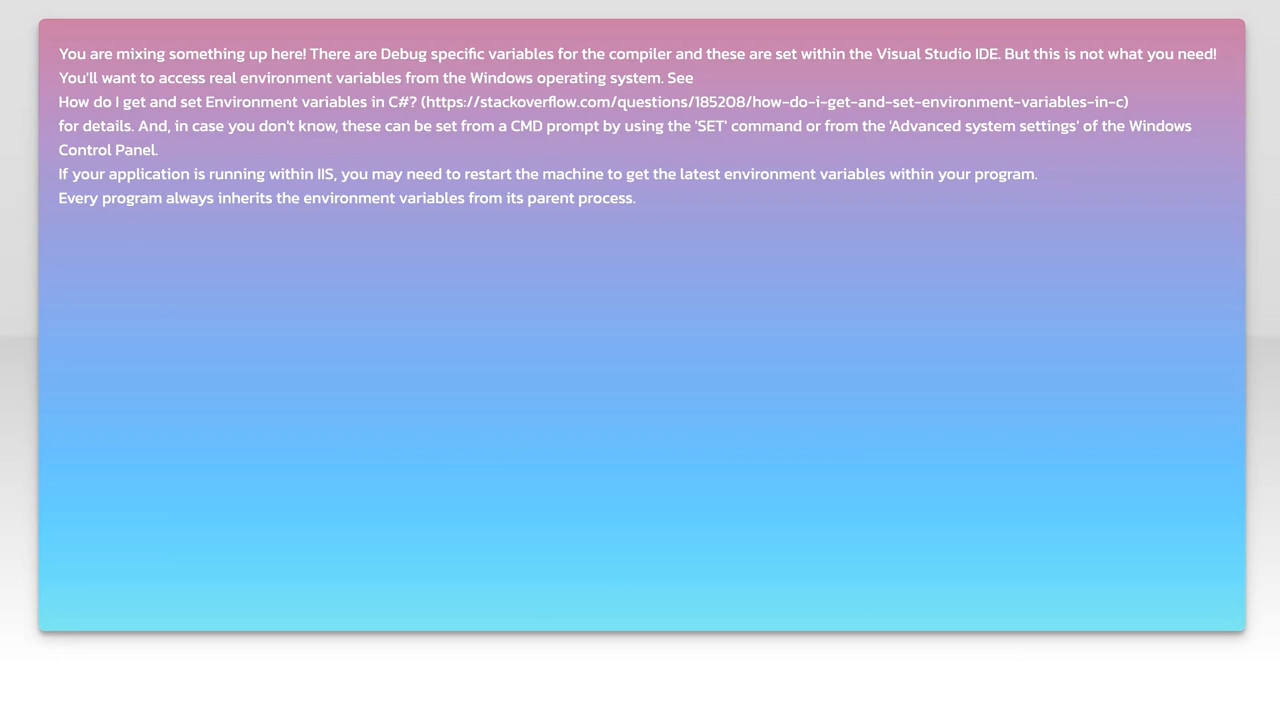 You are mixing something up here! There are Debug specific variables for the compiler and these are set within the Visual Studio IDE. But this is not what you need!
You'll want to access real environment variables from the Windows operating system. See
How do I get and set Environment variables in C#? (https://stackoverflow.com/questions/185208/how-do-i-get-and-set-environment-variables-in-c)
for details. And, in case you don't know, these can be set from a CMD prompt by using the 'SET' command or from the 'Advanced system settings' of the Windows
Control Panel.
If your application is running within IIS, you may need to restart the machine to get the latest environment variables within your program.
Every program always inherits the environment variables from its parent process.